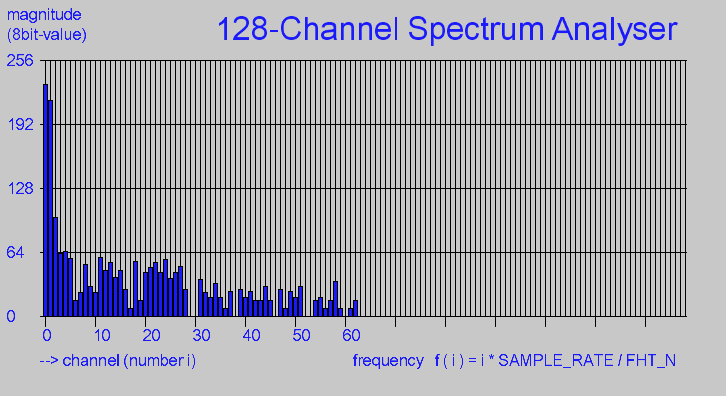 magnitude
(8bit-value)
128-Channel Spectrum Analyser
256
192
128
64
0
0 10 20 30 40 50 60
--> channel (number i)
frequency f ( i ) = i * SAMPLE_RATE / FHT_N